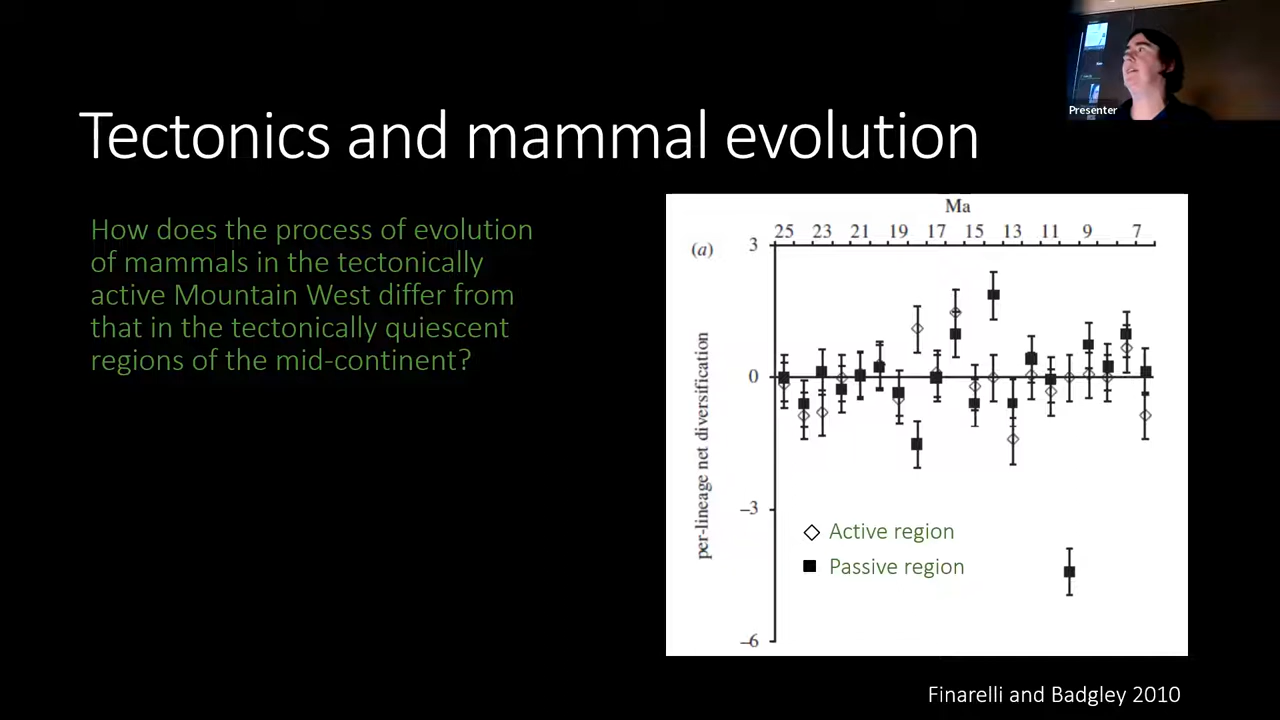 Presenter
Tectonics and mammal evolution
How does the process of evolution
of mammals in the tectonically
active Mountain West differ from
that in the tectonically quiescent
regions of the mid-continent?
Ma
25 23 21 19 17 15 13 11 9 7
(a)
3
0
−3
−6
per-lineage net diversification
Active region
Passive region
Finarelli and Badgley 2010